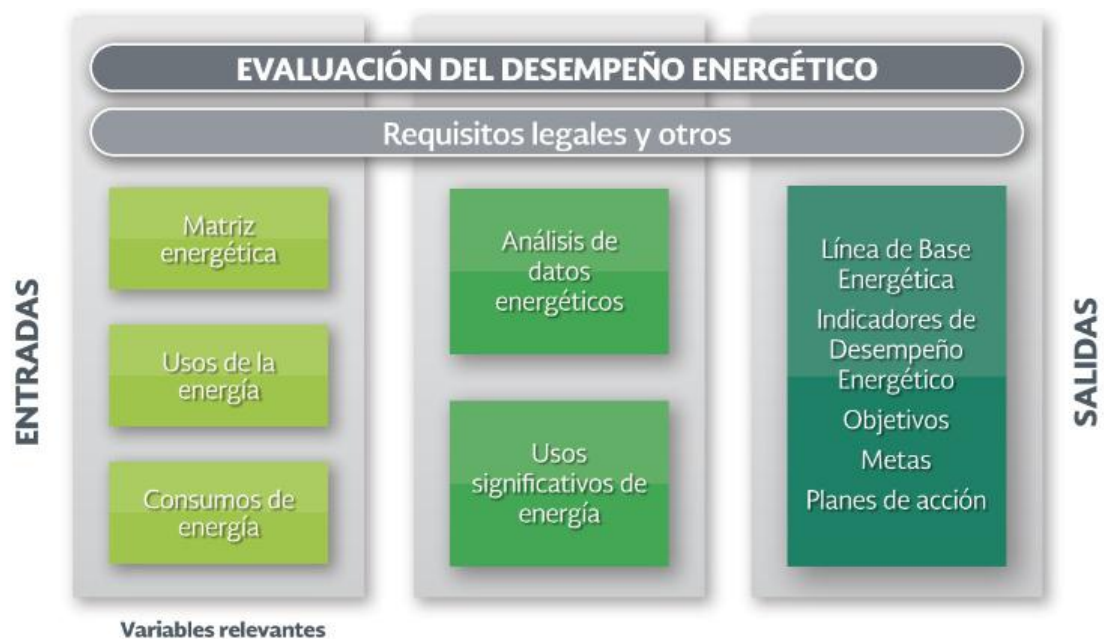 EVALUACIÓN DEL DESEMPEÑO ENERGÉTICO
Requisitos legales y otros
ENTRADAS
Matriz
energética
Usos de la
energía
Consumos de
energía
Variables relevantes
Análisis de
datos
energéticos
Usos
significativos de
energía
Línea de Base
Energética
Indicadores de
Desempeño
Energético
Objetivos
Metas
Planes de acción
SALIDAS